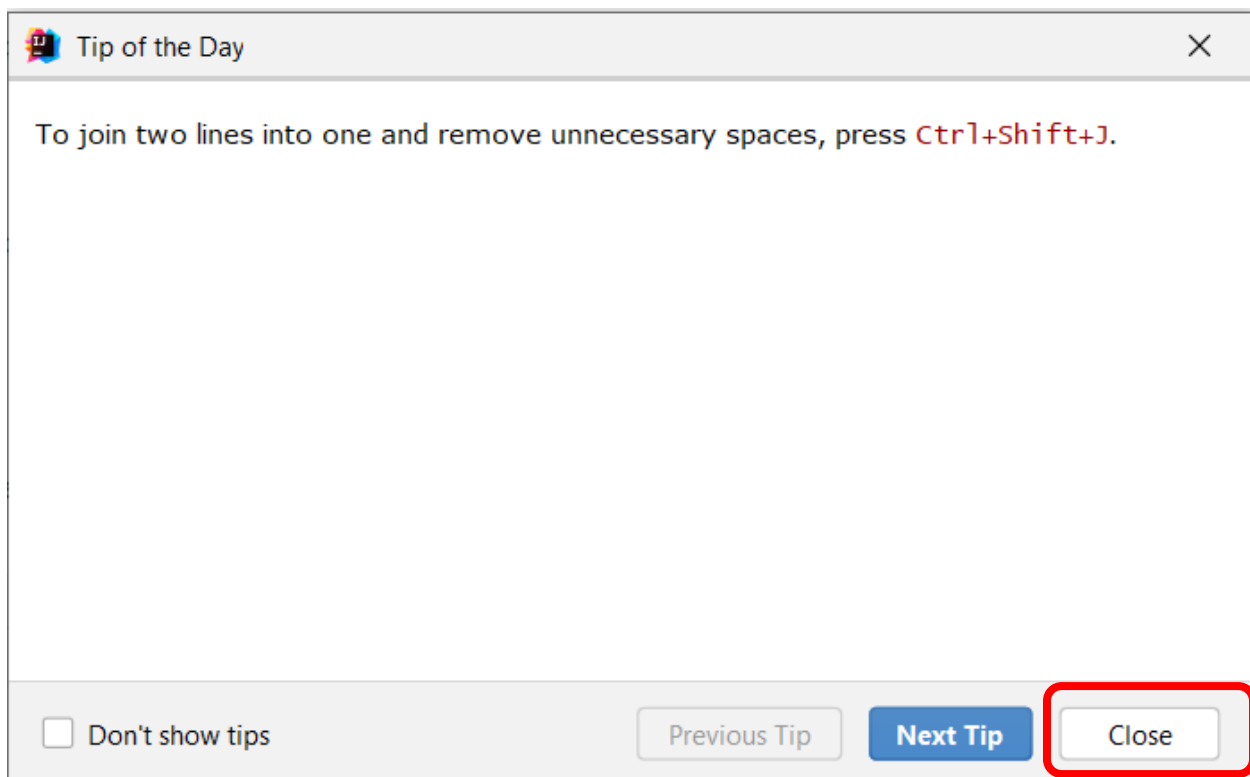 Tip of the Day
To join two lines into one and remove unnecessary spaces, press Ctrl+Shift+J.
Don't show tips
Previous Tip
Next Tip
Close